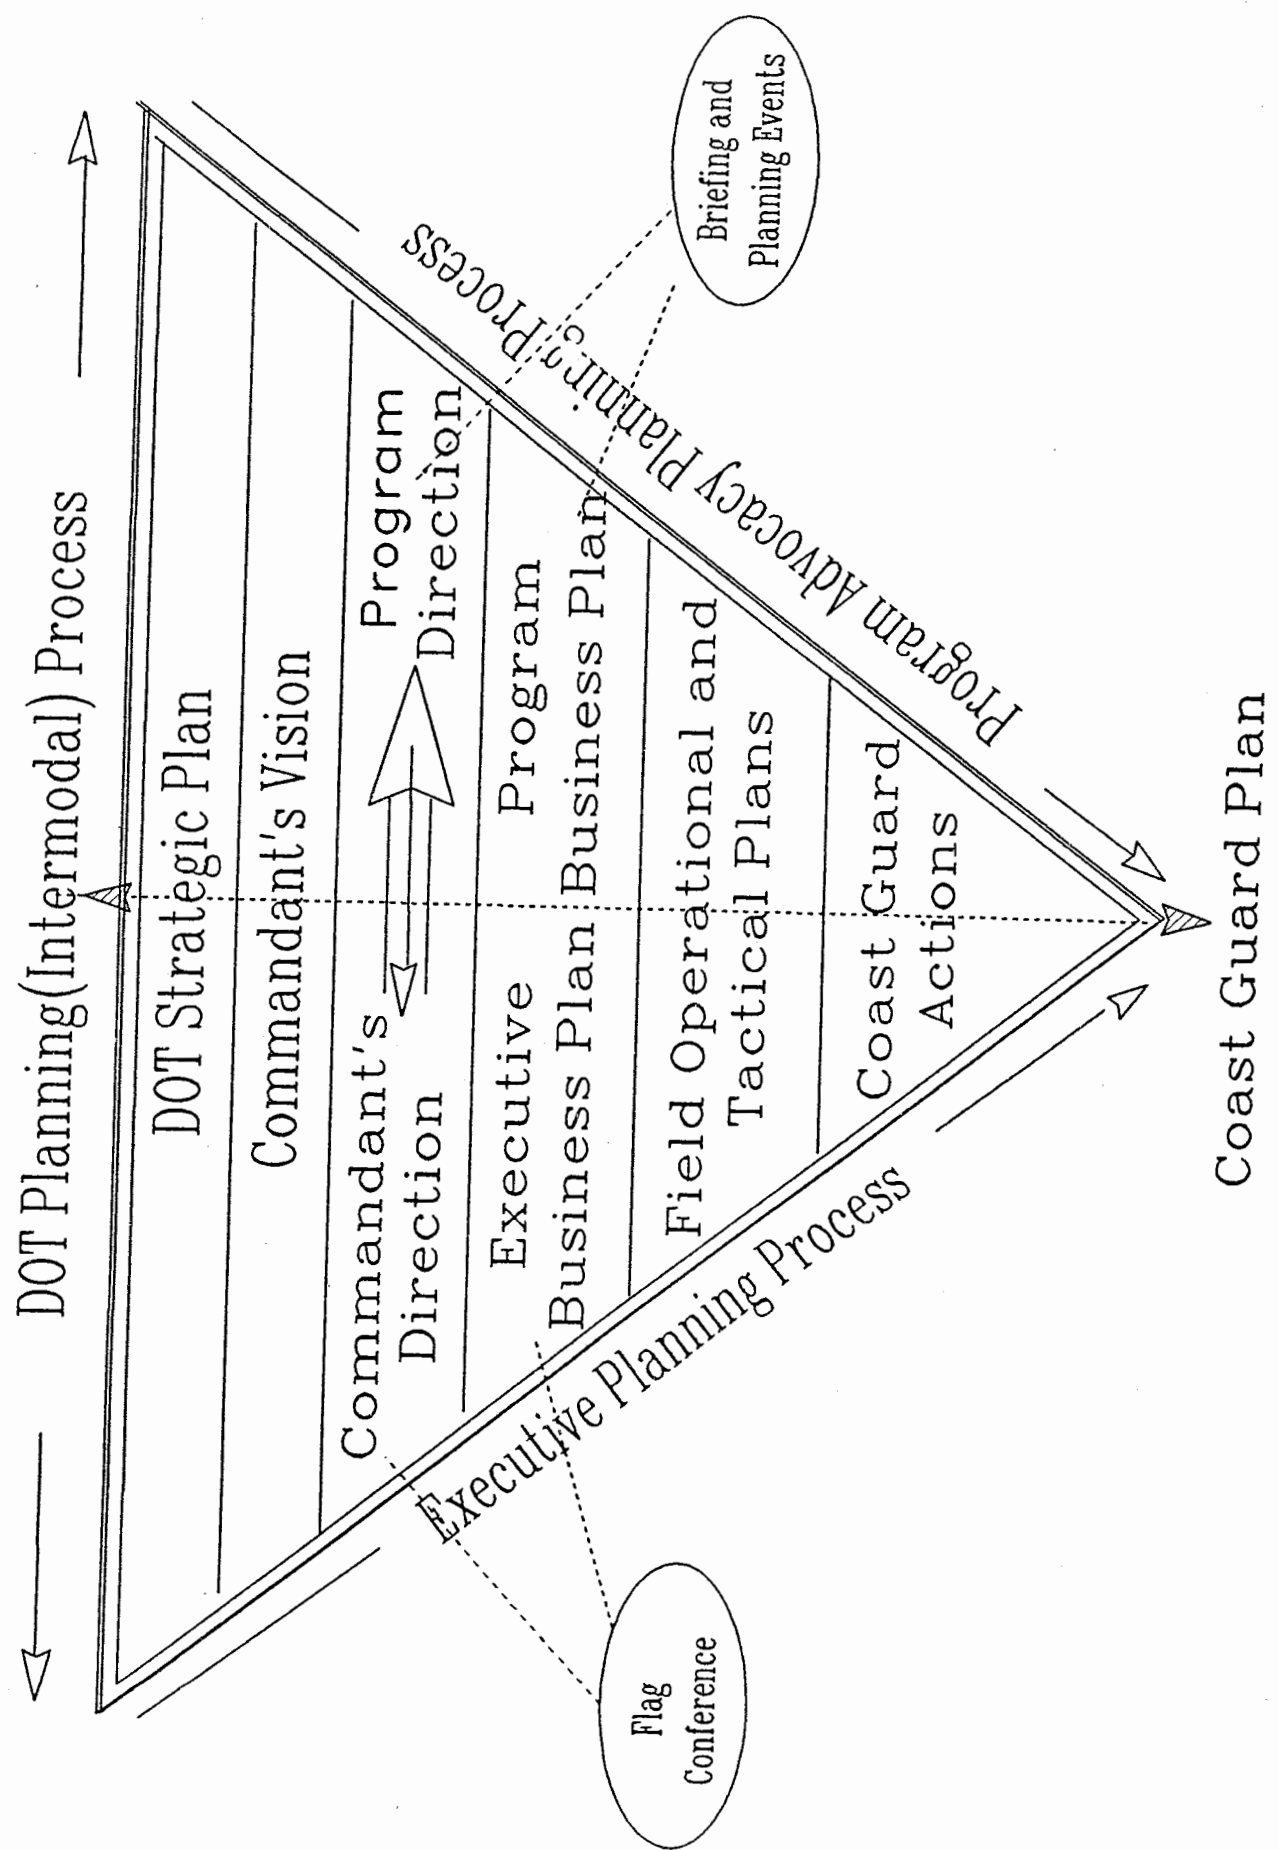 DOT Planning(Intermodal) Process
DOT Strategic Plan
Commandant's Vision
Commandant's
Direction
Program
Direction
Executive
Business Plan
Program
Business Plan
Field Operational and
Tactical Plans
Coast Guard
Actions
Executive Planning Process
Program Advocacy Planning Process
Flag
Conference
Briefing and
Planning Events
Coast Guard Plan